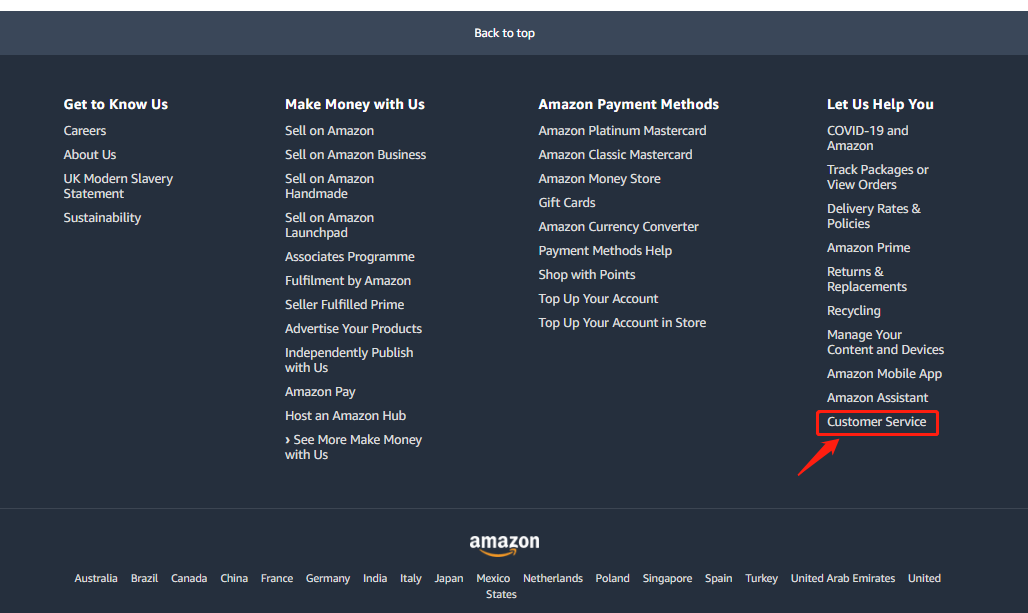 Back to top
Get to Know Us
Careers
About Us
UK Modern Slavery
Statement
Sustainability
Make Money with Us
Sell on Amazon
Sell on Amazon Business
Sell on Amazon
Handmade
Sell on Amazon
Launchpad
Associates Programme
Fulfilment by Amazon
Seller Fulfilled Prime
Advertise Your Products
Independently Publish
with Us
Amazon Pay
Host an Amazon Hub
› See More Make Money
with Us
Amazon Payment Methods
Amazon Platinum Mastercard
Amazon Classic Mastercard
Amazon Money Store
Gift Cards
Amazon Currency Converter
Payment Methods Help
Shop with Points
Top Up Your Account
Top Up Your Account in Store
Let Us Help You
COVID-19 and
Amazon
Track Packages or
View Orders
Delivery Rates &
Policies
Amazon Prime
Returns &
Replacements
Recycling
Manage Your
Content and Devices
Amazon Mobile App
Amazon Assistant
Customer Service
amazon
Australia Brazil Canada China France Germany India Italy Japan Mexico Netherlands Poland Singapore Spain Turkey United Arab Emirates United
States